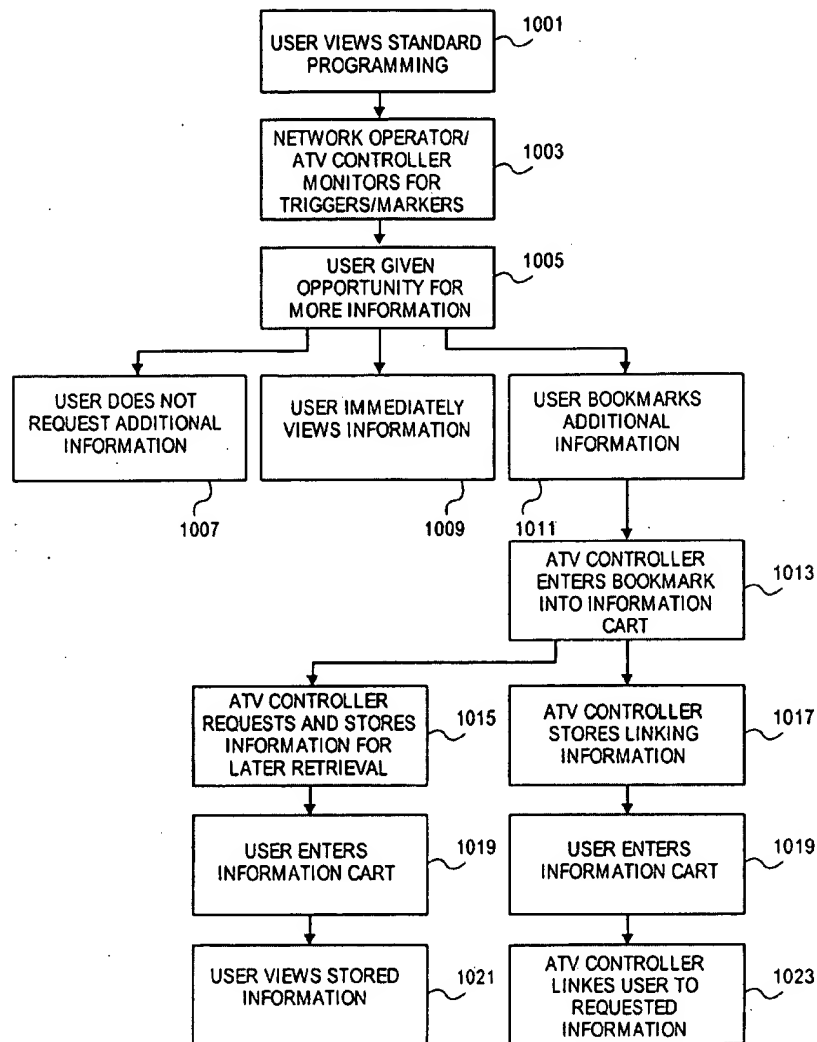 USER VIEWS STANDARD
PROGRAMMING
1001
NETWORK OPERATOR/
ATV CONTROLLER
MONITORS FOR
TRIGGERS/MARKERS
1003
USER GIVEN
OPPORTUNITY FOR
MORE INFORMATION
1005
USER DOES NOT
REQUEST ADDITIONAL
INFORMATION
1007
USER IMMEDIATELY
VIEWS INFORMATION
1009
USER BOOKMARKS
ADDITIONAL
INFORMATION
1011
ATV CONTROLLER
ENTERS BOOKMARK
INTO INFORMATION
CART
1013
ATV CONTROLLER
REQUESTS AND STORES
INFORMATION FOR
LATER RETRIEVAL
1015
ATV CONTROLLER
STORES LINKING
INFORMATION
1017
USER ENTERS
INFORMATION CART
1019
USER ENTERS
INFORMATION CART
1019
USER VIEWS STORED
INFORMATION
1021
ATV CONTROLLER
LINKES USER TO
REQUESTED
INFORMATION
1023